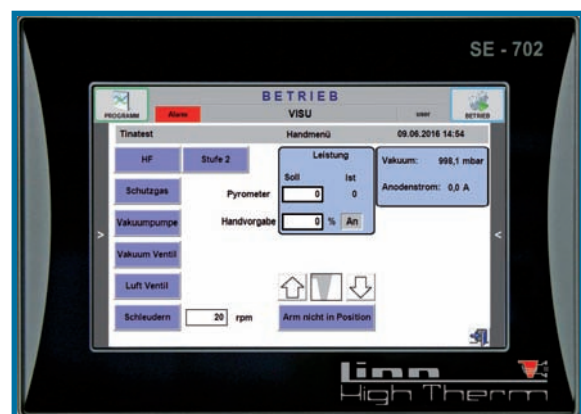 SE - 702
BETRIEB
PROGRAMM Alarm VISU user BETRIEB
Tinatest Handmenü 09.06.2016 14:54
HF Stufe 2 Leistung Vakuum: 998,1 mbar
Soll Ist
Schutzgas Pyrometer 0 0 Anodenstrom: 0,0 A
Vakuumpumpe Handvorgabe 0 % An
> <
Vakuum Ventil
Luft Ventil
Schleudern 20 rpm Arm nicht in Position
Linn
High Therm